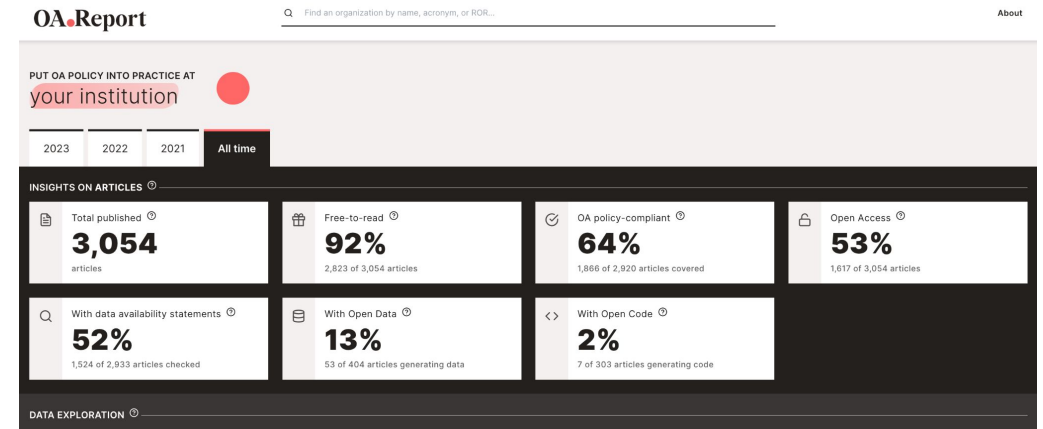 OA.Report
Find an organization by name, acronym, or ROR...
About
PUT OA POLICY INTO PRACTICE AT
your institution
2023
2022
2021
All time
INSIGHTS ON ARTICLES
Total published
3,054
articles
Free-to-read
92%
2,823 of 3,054 articles
OA policy-compliant
64%
1,866 of 2,920 articles covered
Open Access
53%
1,617 of 3,054 articles
With data availability statements
52%
1,524 of 2,933 articles checked
With Open Data
13%
53 of 404 articles generating data
With Open Code
2%
7 of 303 articles generating code
DATA EXPLORATION